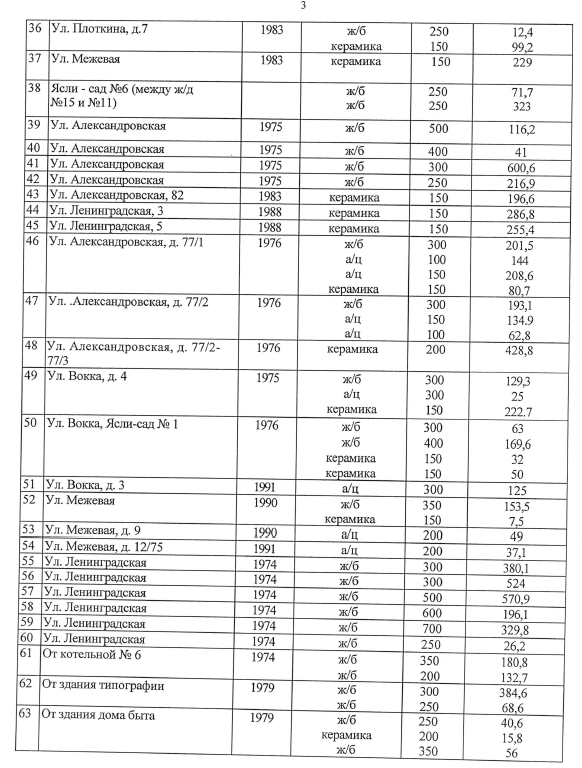 3
36 Ул. Плоткина, д.7 1983 ж/б 250 12,4
керамика 150 99,2
37 Ул. Межевая 1983 керамика 150 229
38 Ясли - сад №6 (между ж/д ж/б 250 71,7
№15 и №11) ж/б 250 323
39 Ул. Александровская 1975 ж/б 500 116,2
40 Ул. Александровская 1975 ж/б 400 41
41 Ул. Александровская 1975 ж/б 300 600,6
42 Ул. Александровская 1975 ж/б 250 216,9
43 Ул. Александровская, 82 1983 керамика 150 196,6
44 Ул. Ленинградская, 3 1988 керамика 150 286,8
45 Ул. Ленинградская, 5 1988 керамика 150 255,4
46 Ул. Александровская, д. 77/1 1976 ж/б 300 201,5
а/ц 100 144
а/ц 150 208,6
керамика 150 80,7
47 Ул. .Александровская, д. 77/2 1976 ж/б 300 193,1
а/ц 150 134.9
а/ц 100 62,8
48 Ул. Александровская, д. 77/2- 1976 керамика 200 428,8
77/3
49 Ул. Вокка, д. 4 1975 ж/б 300 129,3
а/ц 300 25
керамика 150 222.7
50 Ул. Вокка, Ясли-сад № 1 1976 ж/б 300 63
ж/б 400 169,6
керамика 150 32
керамика 150 50
51 Ул. Вокка, д. 3 1991 а/ц 300 125
52 Ул. Межевая 1990 ж/б 350 153,5
керамика 150 7,5
53 Ул. Межевая, д. 9 1990 а/ц 200 49
54 Ул. Межевая, д. 12/75 1991 а/ц 200 37,1
55 Ул. Ленинградская 1974 ж/б 300 380,1
56 Ул. Ленинградская 1974 ж/б 300 524
57 Ул. Ленинградская 1974 ж/б 500 570,9
58 Ул. Ленинградская 1974 ж/б 600 196,1
59 Ул. Ленинградская 1974 ж/б 700 329,8
60 Ул. Ленинградская 1974 ж/б 250 26,2
61 От котельной № 6 1974 ж/б 350 180,8
ж/б 200 132,7
62 От здания типографии 1979 ж/б 300 384,6
ж/б 250 68,6
63 От здания дома быта 1979 ж/б 250 40,6
керамика 200 15,8
ж/б 350 56